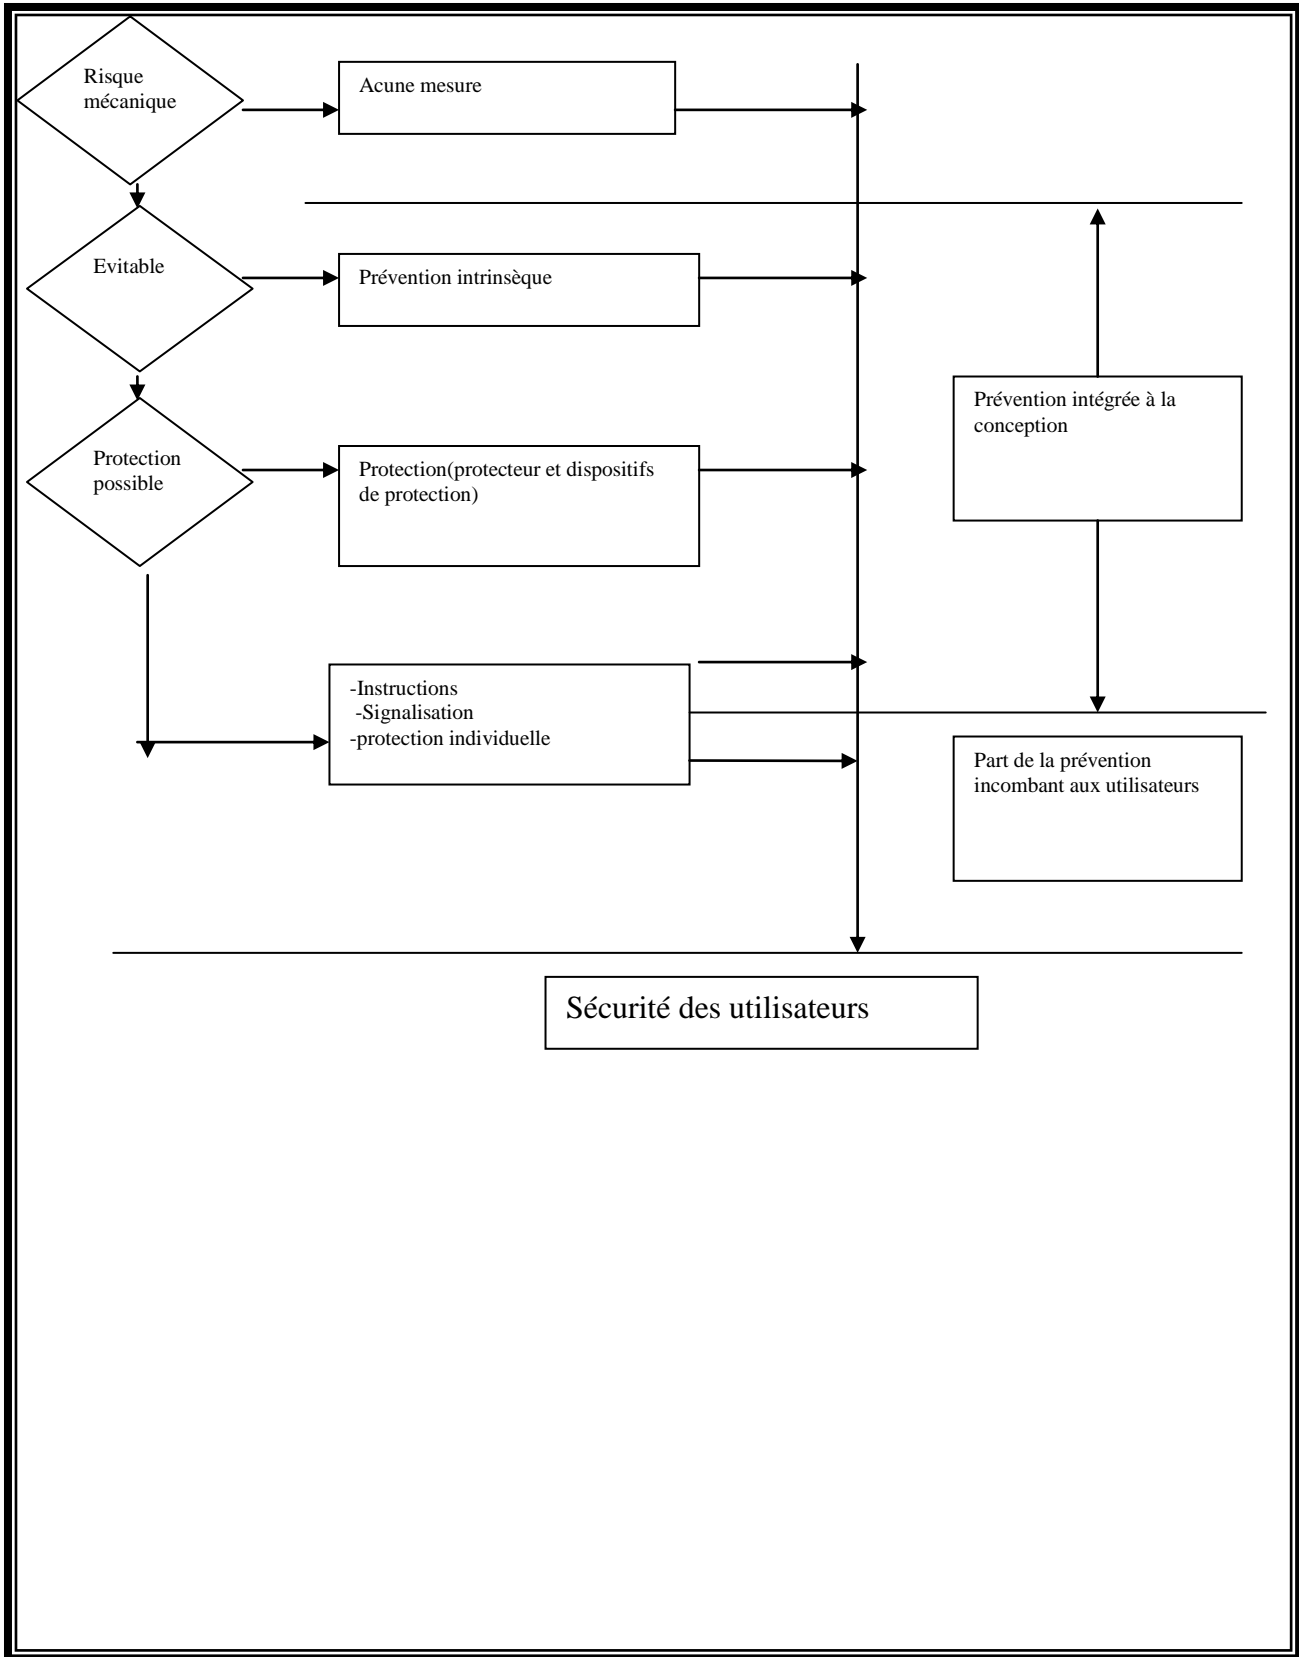 Risque
mécanique
Acune mesure
Evitable
Prévention intrinsèque
Prévention intégrée à la
conception
Protection
possible
Protection(protecteur et dispositifs
de protection)
-Instructions
-Signalisation
-protection individuelle
Part de la prévention
incombant aux utilisateurs
Sécurité des utilisateurs